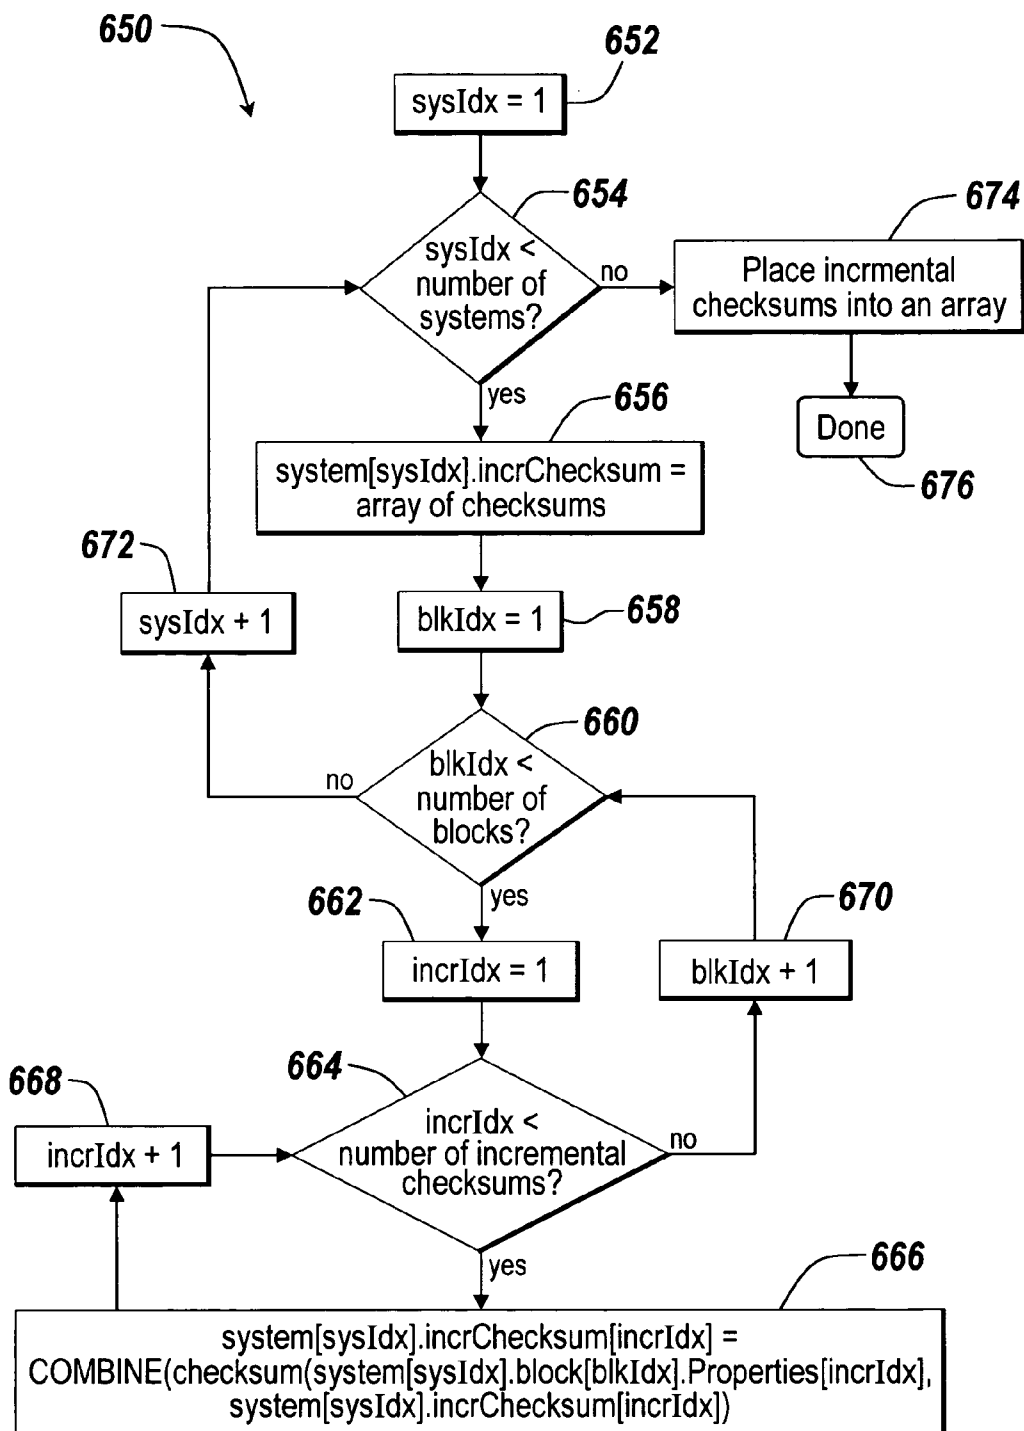 650
652
sysIdx = 1
654
674
sysIdx <
number of
systems?
no
Place incrmental
checksums into an array
yes
656
Done
system[sysIdx].incrChecksum =
array of checksums
676
672
sysIdx + 1
blkIdx = 1
658
660
blkIdx <
number of
blocks?
no
yes
662
670
incrIdx = 1
blkIdx + 1
664
668
incrIdx <
number of incremental
checksums?
no
incrIdx + 1
yes
666
system[sysIdx].incrChecksum[incrIdx] =
COMBINE(checksum(system[sysIdx].block[blkIdx].Properties[incrIdx],
system[sysIdx].incrChecksum[incrIdx])